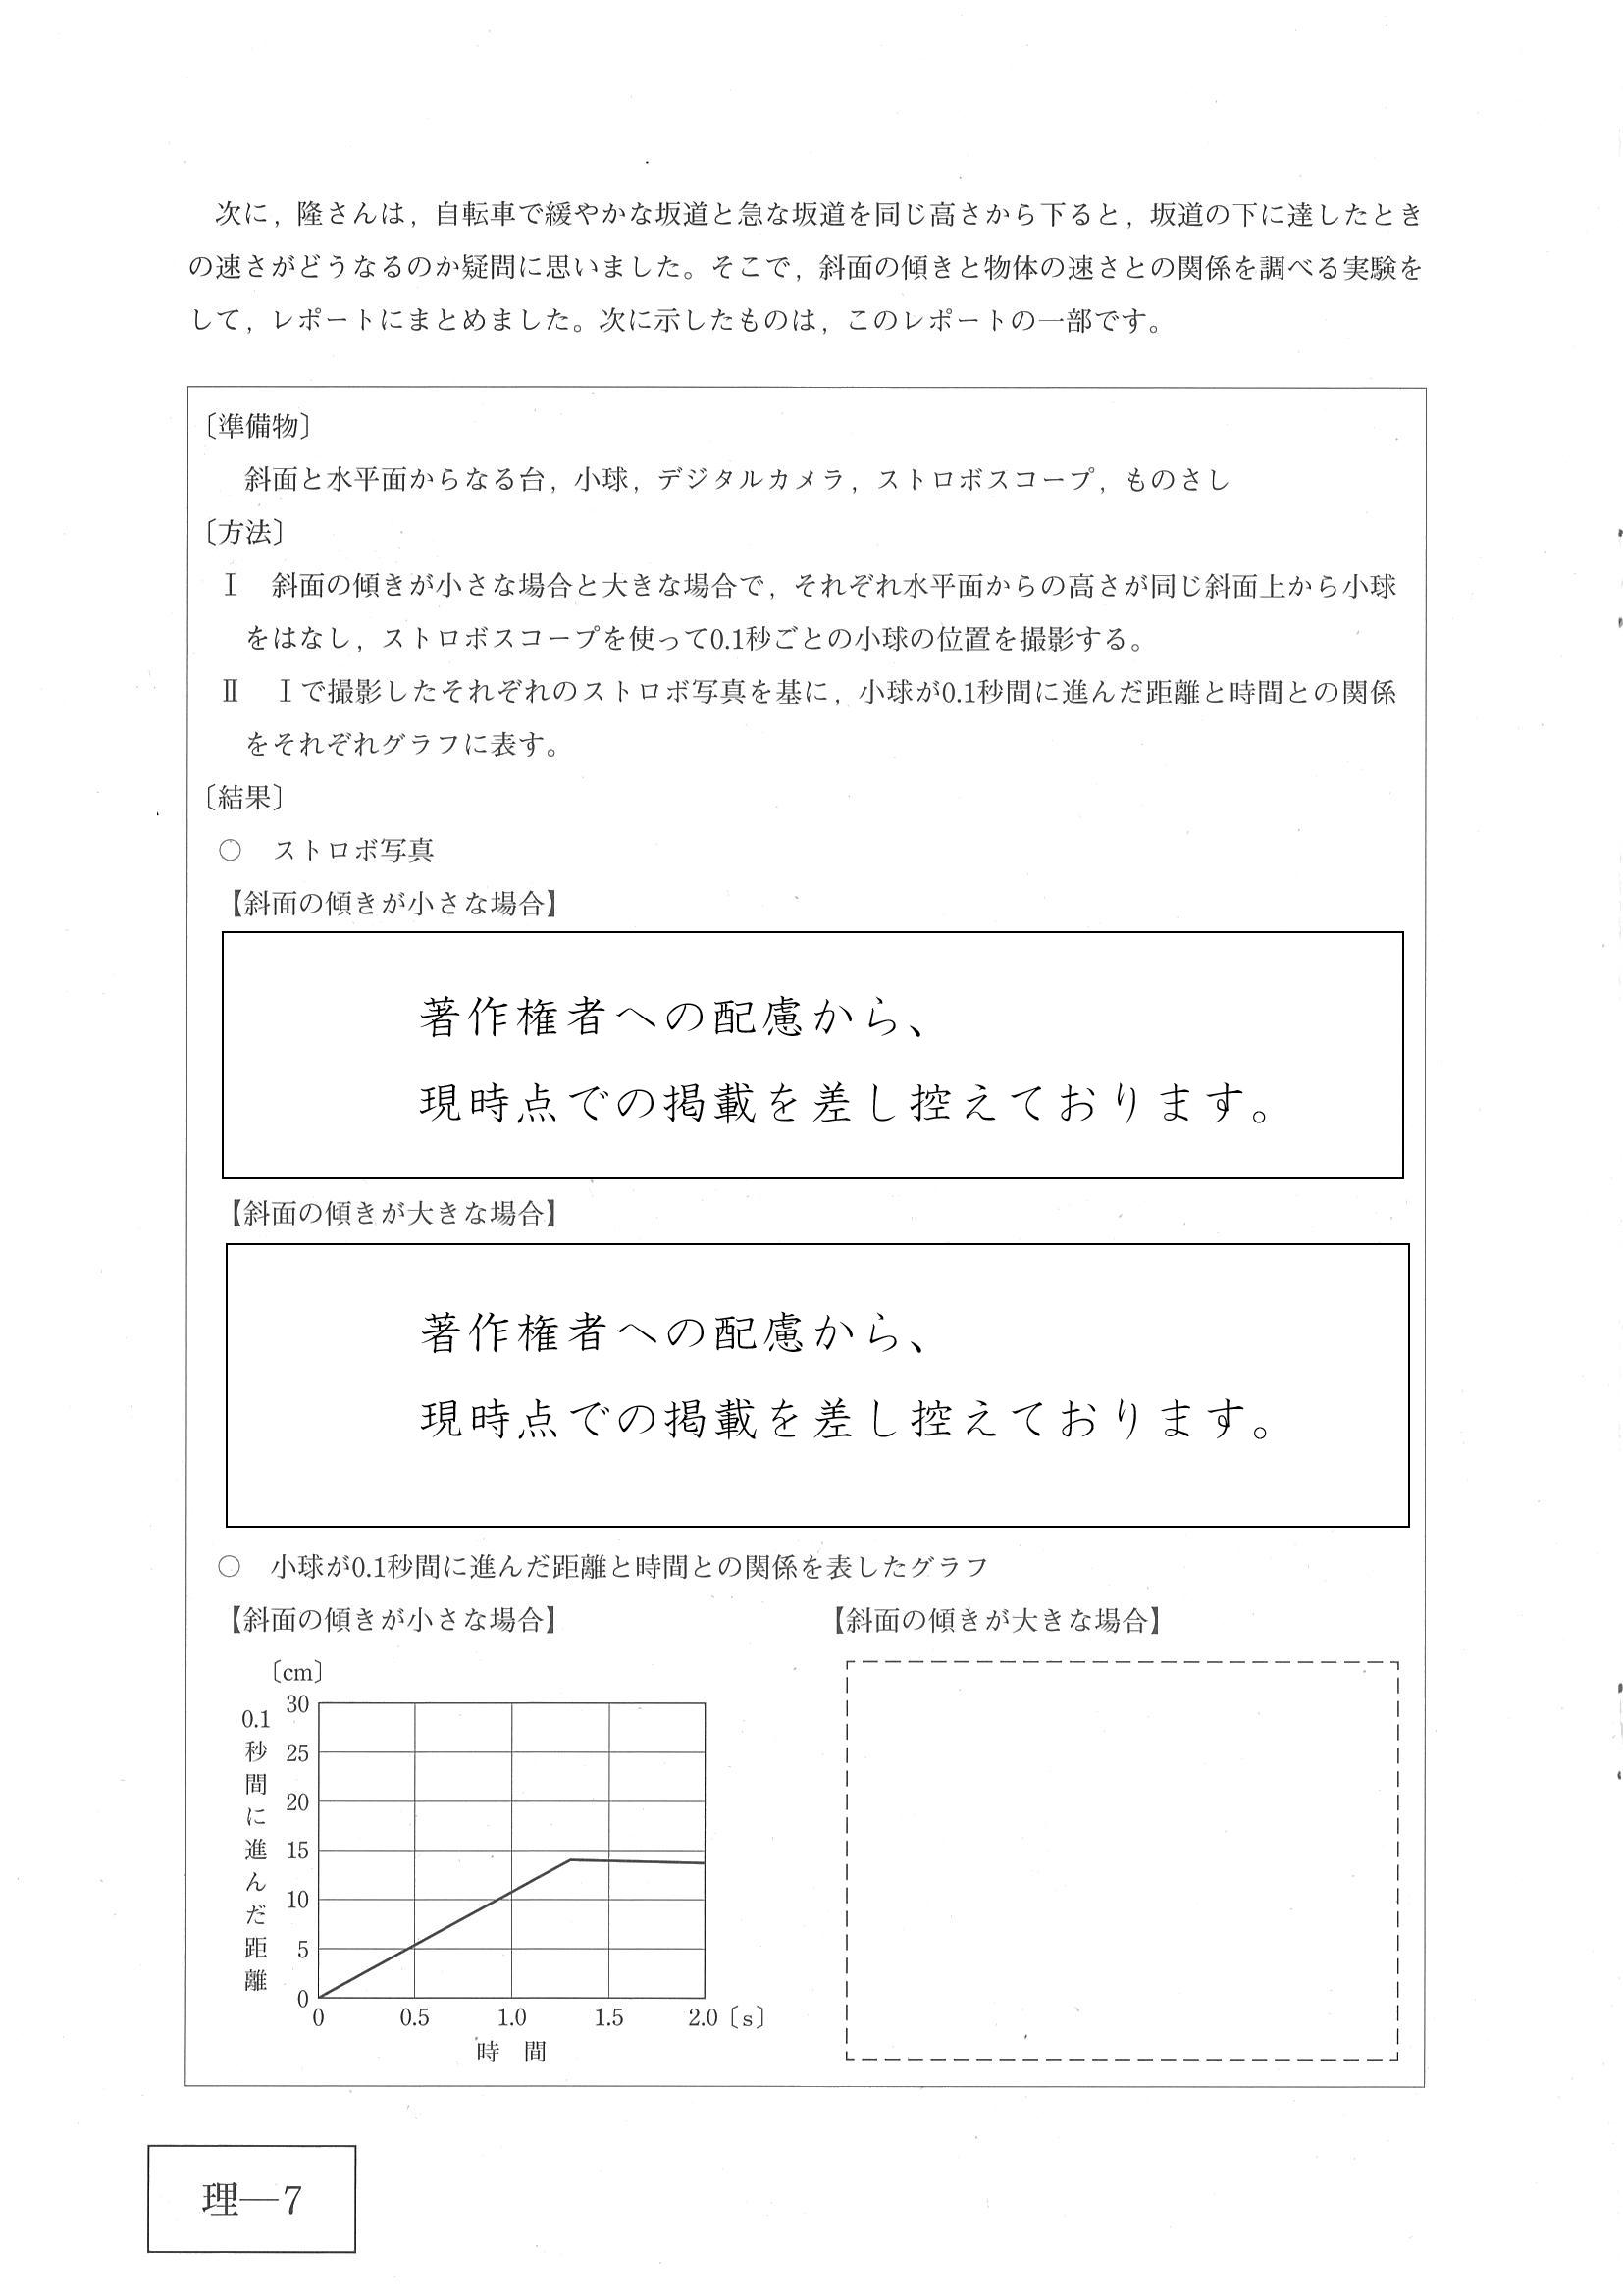 次に，隆さんは，自転車で緩やかな坂道と急な坂道を同じ高さから下ると，坂道の下に達したとき
の速さがどうなるのか疑問に思いました。そこで，斜面の傾きと物体の速さとの関係を調べる実験を
して，レポートにまとめました。次に示したものは，このレポートの一部です。
〔準備物〕
斜面と水平面からなる台，小球，デジタルカメラ，ストロボスコープ，ものさし
〔方法〕
Ⅰ　斜面の傾きが小さな場合と大きな場合で，それぞれ水平面からの高さが同じ斜面上から小球
をはなし，ストロボスコープを使って0.1秒ごとの小球の位置を撮影する。
Ⅱ　Ⅰで撮影したそれぞれのストロボ写真を基に，小球が0.1秒間に進んだ距離と時間との関係
をそれぞれグラフに表す。
〔結果〕
○　ストロボ写真
【斜面の傾きが小さな場合】
著作権者への配慮から、
現時点での掲載を差し控えております。
【斜面の傾きが大きな場合】
著作権者への配慮から、
現時点での掲載を差し控えております。
○　小球が0.1秒間に進んだ距離と時間との関係を表したグラフ
【斜面の傾きが小さな場合】
【斜面の傾きが大きな場合】
〔cm〕
0.1秒間に進んだ距離
30
25
20
15
10
5
0
0 0.5 1.0 1.5 2.0〔s〕
時　間
理―7